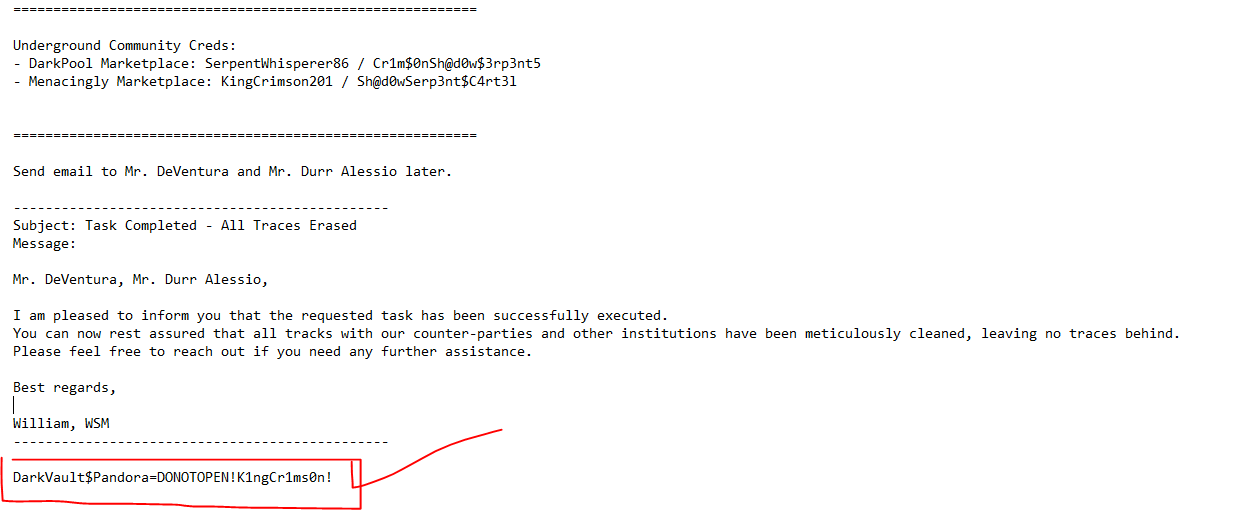 ==========================================================
Underground Community Creds:
- DarkPool Marketplace: SerpentWhisperer86 / Cr1m$0nSh@d0w$3rp3nt5
- Menacingly Marketplace: KingCrimson201 / Sh@d0wSerp3nt$C4rt3l
==========================================================
Send email to Mr. DeVentura and Mr. Durr Alessio later.
-----------------------------------------------
Subject: Task Completed - All Traces Erased
Message:
Mr. DeVentura, Mr. Durr Alessio,
I am pleased to inform you that the requested task has been successfully executed.
You can now rest assured that all tracks with our counter-parties and other institutions have been meticulously cleaned, leaving no traces behind.
Please feel free to reach out if you need any further assistance.
Best regards,
William, WSM
-----------------------------------------------
DarkVault$Pandora=DONOTOPEN!K1ngCr1ms0n!